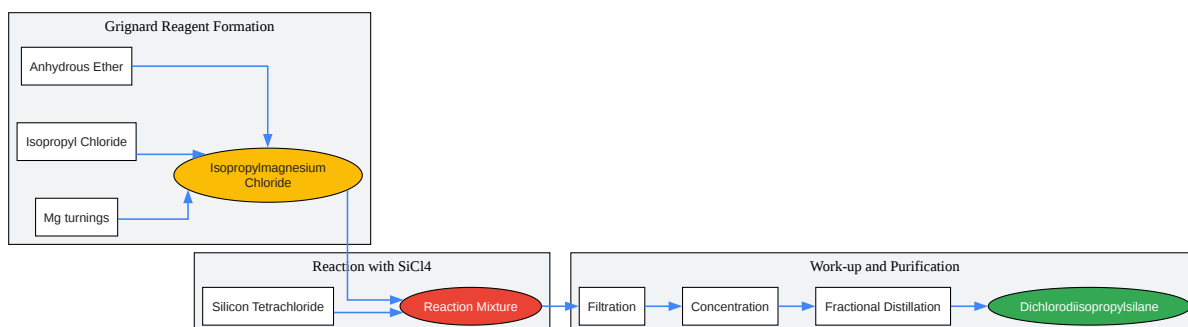 Grignard Reagent Formation
Anhydrous Ether
Isopropyl Chloride
Isopropylmagnesium
Chloride
Mg turnings
Reaction with SiCl4
Silicon Tetrachloride
Reaction Mixture
Work-up and Purification
Filtration
Concentration
Fractional Distillation
Dichlorodiisopropylsilane